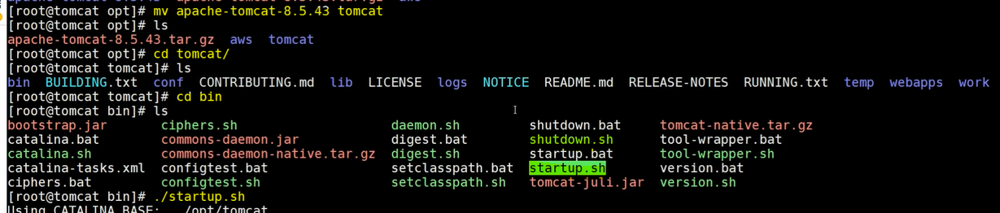 [root@tomcat opt]# mv apache-tomcat-8.5.43 tomcat
[root@tomcat opt]# ls
apache-tomcat-8.5.43.tar.gz  aws  tomcat
[root@tomcat opt]# cd tomcat/
[root@tomcat tomcat]# ls
bin  BUILDING.txt  conf  CONTRIBUTING.md  lib  LICENSE  logs  NOTICE  README.md  RELEASE-NOTES  RUNNING.txt  temp  webapps  work
[root@tomcat tomcat]# cd bin
[root@tomcat bin]# ls
bootstrap.jar  ciphers.sh  daemon.sh  shutdown.bat  tomcat-native.tar.gz
catalina.bat  commons-daemon.jar  digest.bat  shutdown.sh  tool-wrapper.bat
catalina.sh  commons-daemon-native.tar.gz  digest.sh  startup.bat  tool-wrapper.sh
catalina-tasks.xml  configtest.bat  setclasspath.bat  startup.sh  version.bat
ciphers.bat  configtest.sh  setclasspath.sh  tomcat-juli.jar  version.sh
[root@tomcat bin]# ./startup.sh
Using CATALINA_BASE:   /opt/tomcat